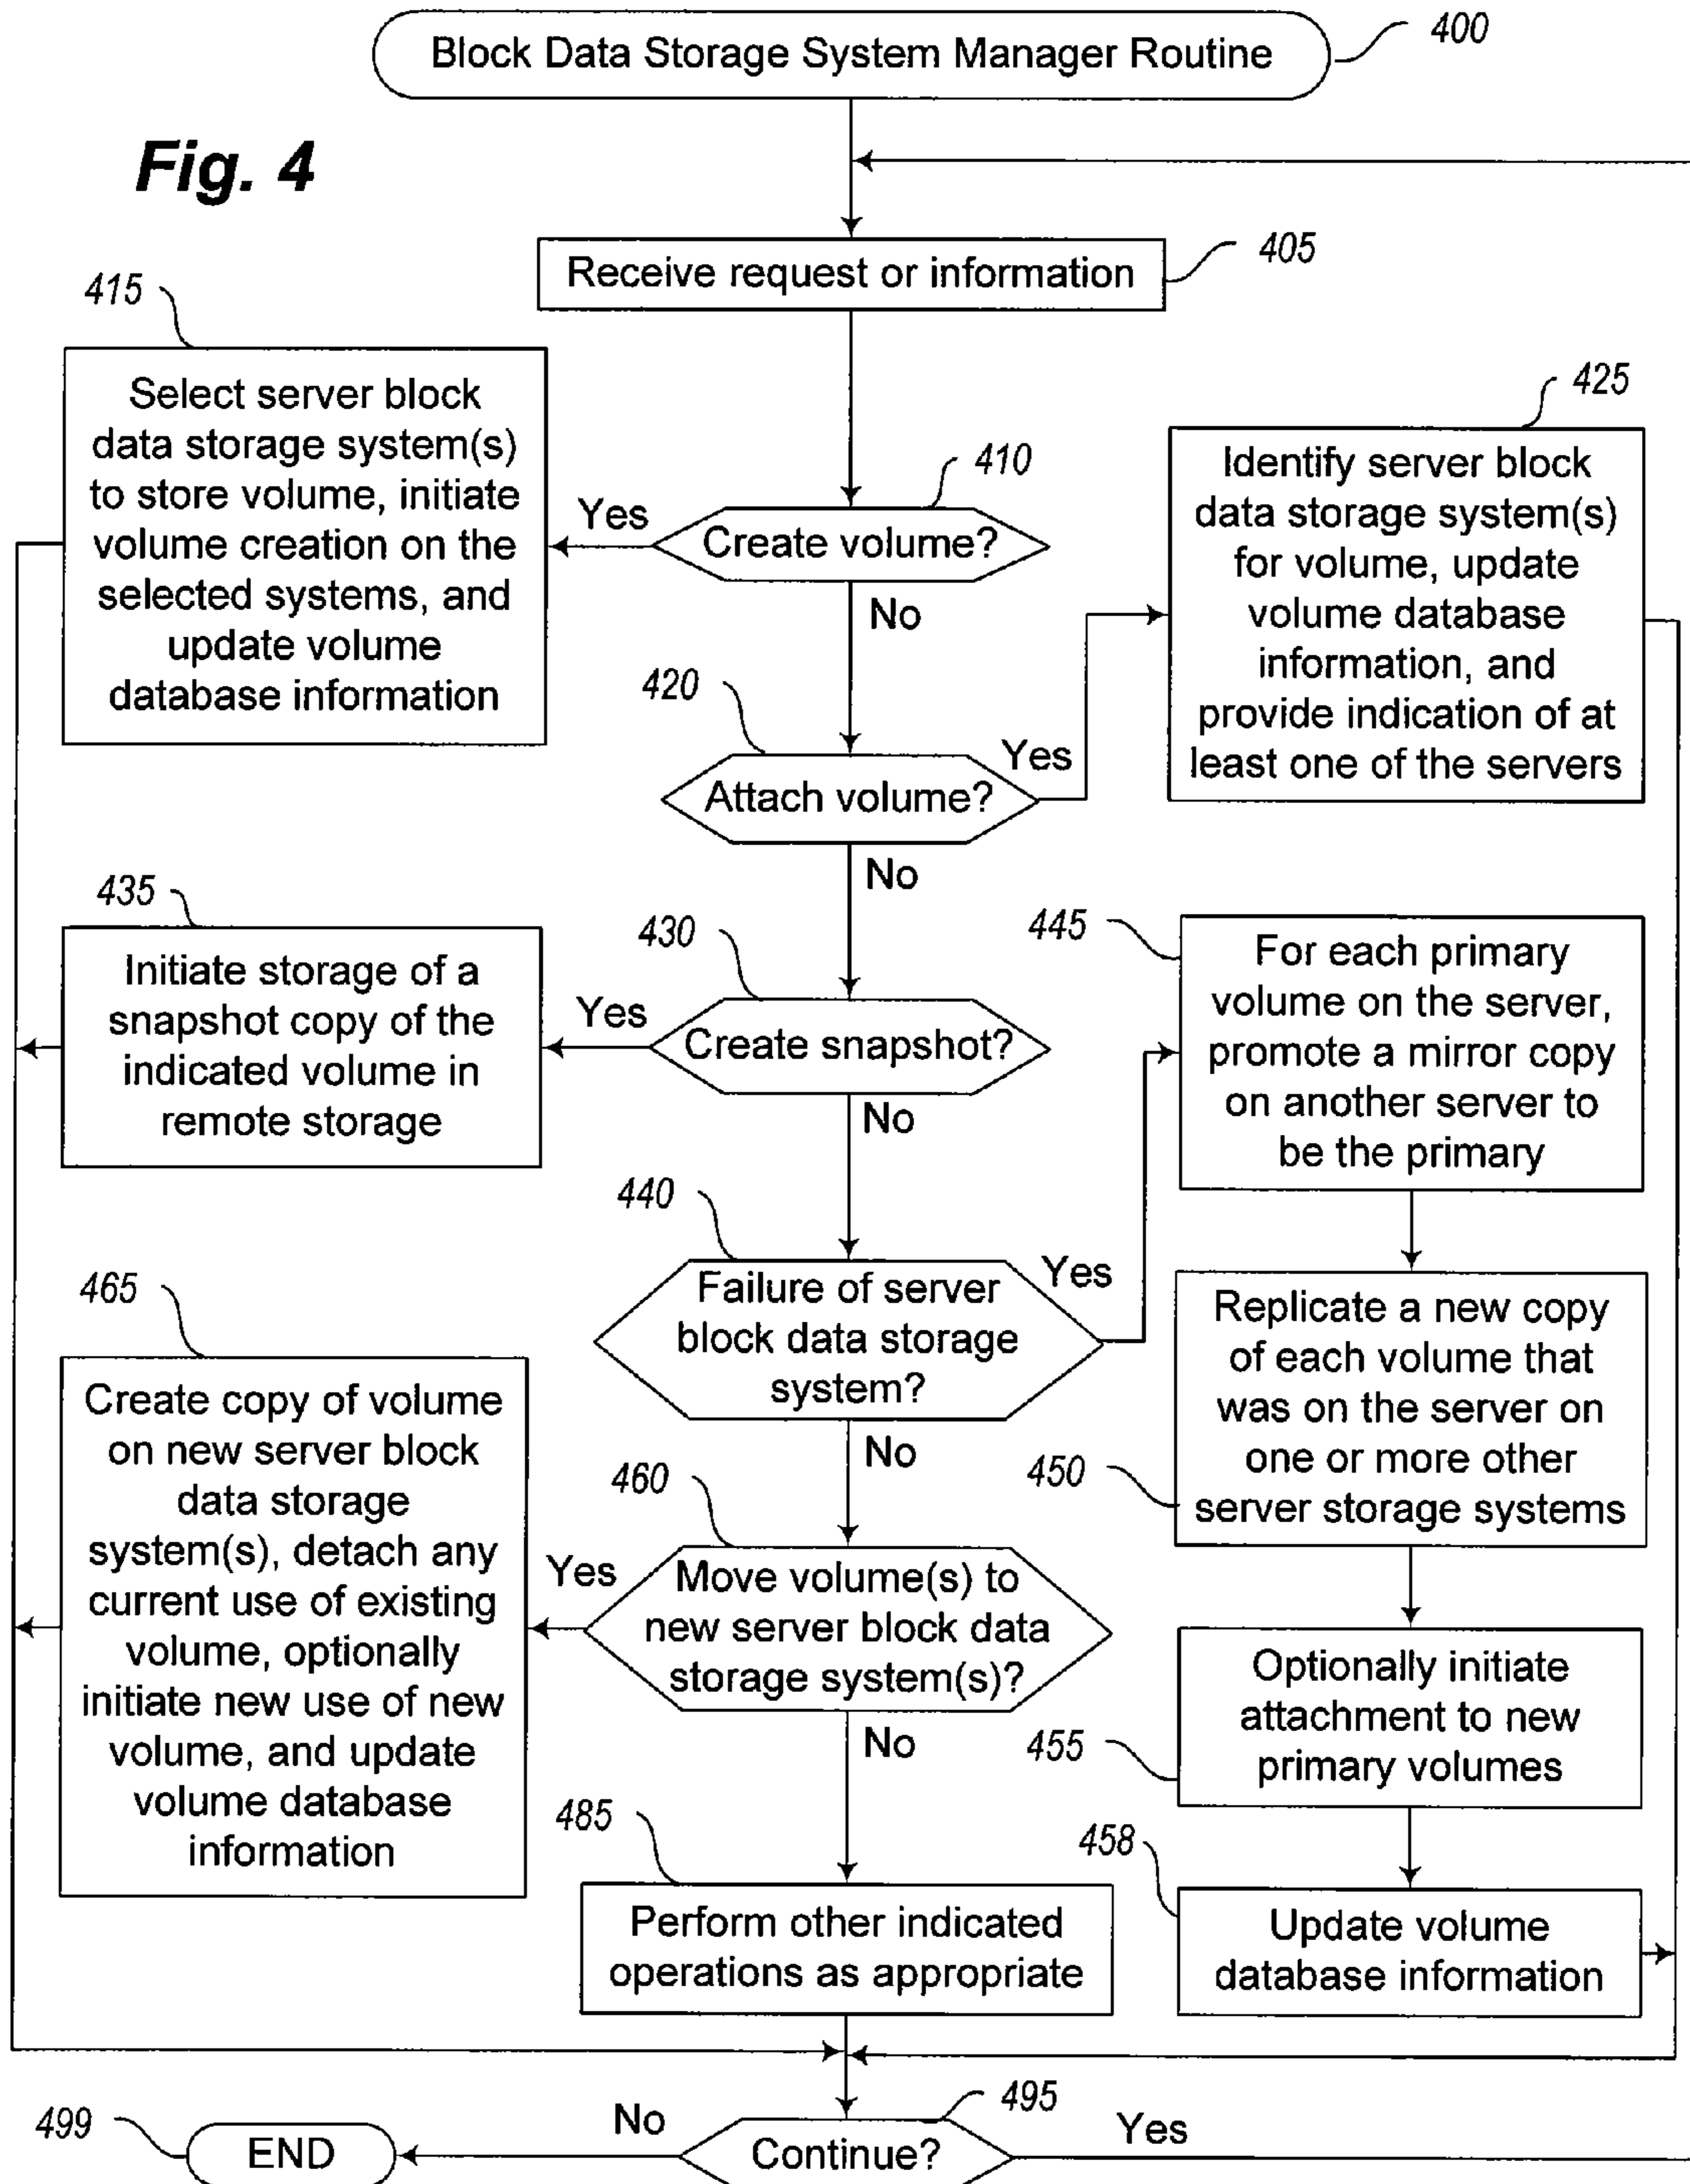 Block Data Storage System Manager Routine
400
Fig. 4
Receive request or information
405
415
Select server block
data storage system(s)
to store volume, initiate
volume creation on the
selected systems, and
update volume
database information
Yes
410
Create volume?
No
425
Identify server block
data storage system(s)
for volume, update
volume database
information, and
provide indication of at
least one of the servers
420
Attach volume?
Yes
No
435
Initiate storage of a
snapshot copy of the
indicated volume in
remote storage
Yes
430
Create snapshot?
No
445
For each primary
volume on the server,
promote a mirror copy
on another server to
be the primary
440
Failure of server
block data storage
system?
Yes
No
450
Replicate a new copy
of each volume that
was on the server on
one or more other
server storage systems
465
Create copy of volume
on new server block
data storage
system(s), detach any
current use of existing
volume, optionally
initiate new use of new
volume, and update
volume database
information
Yes
460
Move volume(s) to
new server block data
storage system(s)?
No
455
Optionally initiate
attachment to new
primary volumes
485
Perform other indicated
operations as appropriate
458
Update volume
database information
499
END
No
495
Continue?
Yes